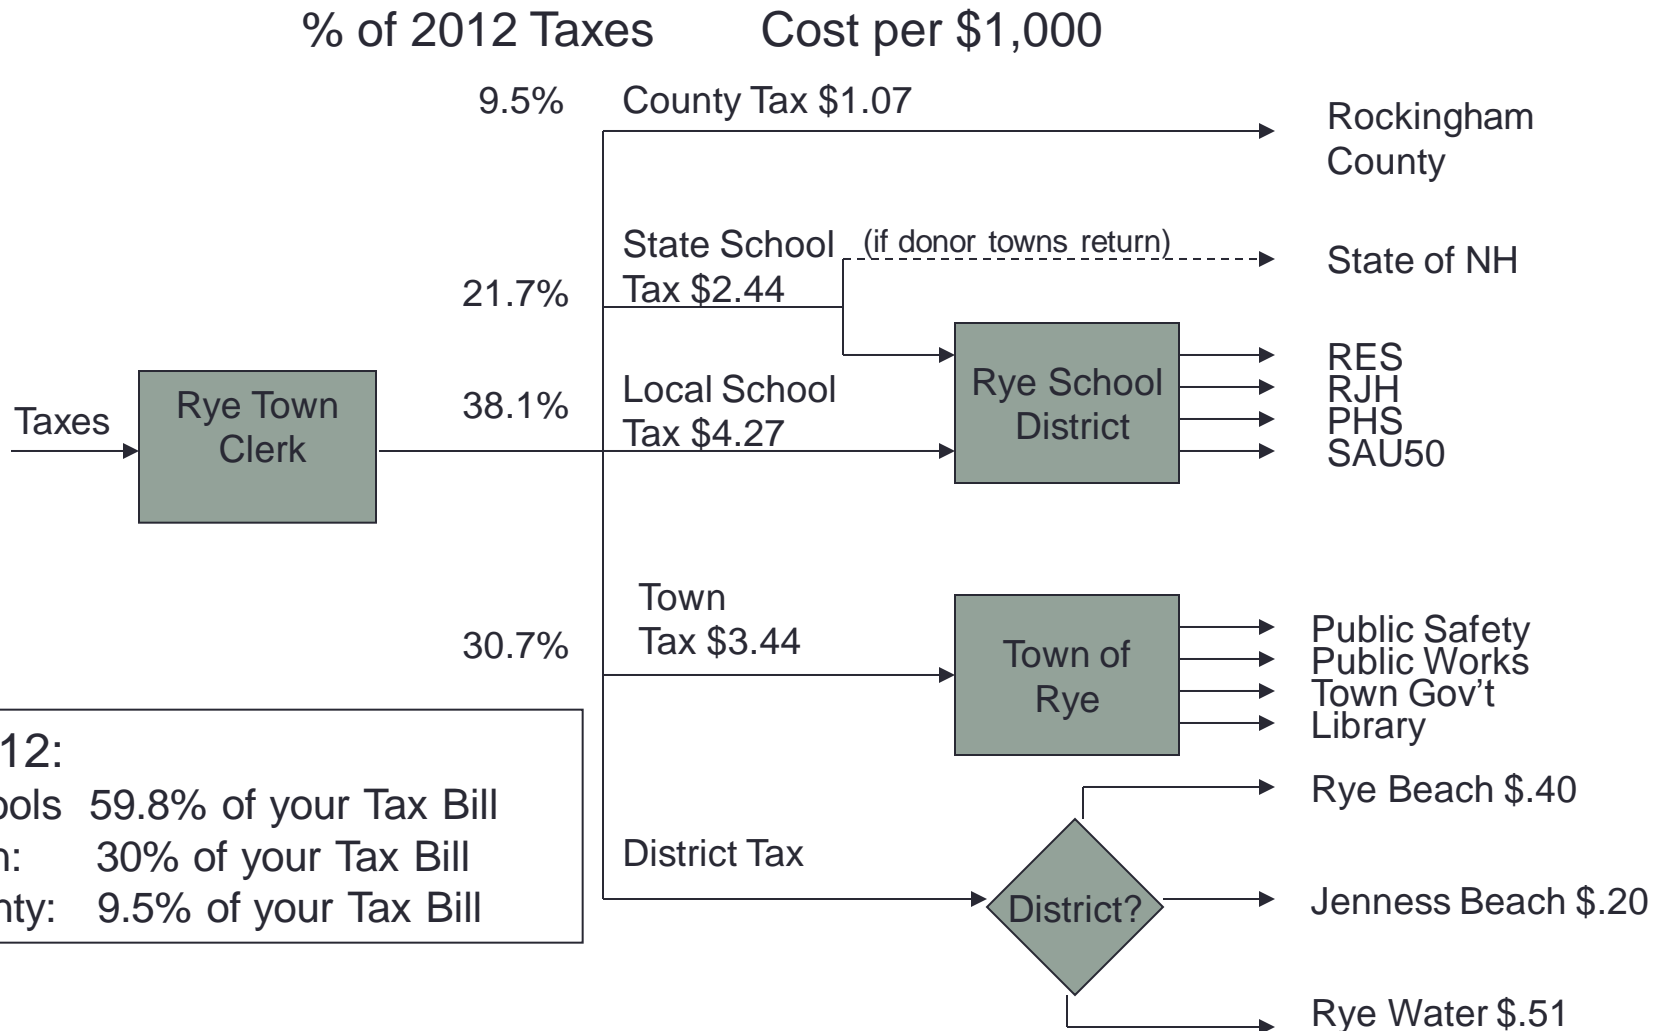 % of 2012 Taxes Cost per $1,000
9.5% County Tax $1.07
Rockingham
County
State School (if donor towns return)
State of NH
21.7% Tax $2.44
RES
RJH
PHS
SAU50
Rye School
District
Local School
38.1%
Tax $4.27
Taxes
Rye Town
Clerk
Town
Tax $3.44
30.7%
Town of
Rye
Public Safety
Public Works
Town Gov't
Library
12:
ools 59.8% of your Tax Bill
n: 30% of your Tax Bill
nty: 9.5% of your Tax Bill
District Tax
District?
Rye Beach $.40
Jenness Beach $.20
Rye Water $.51